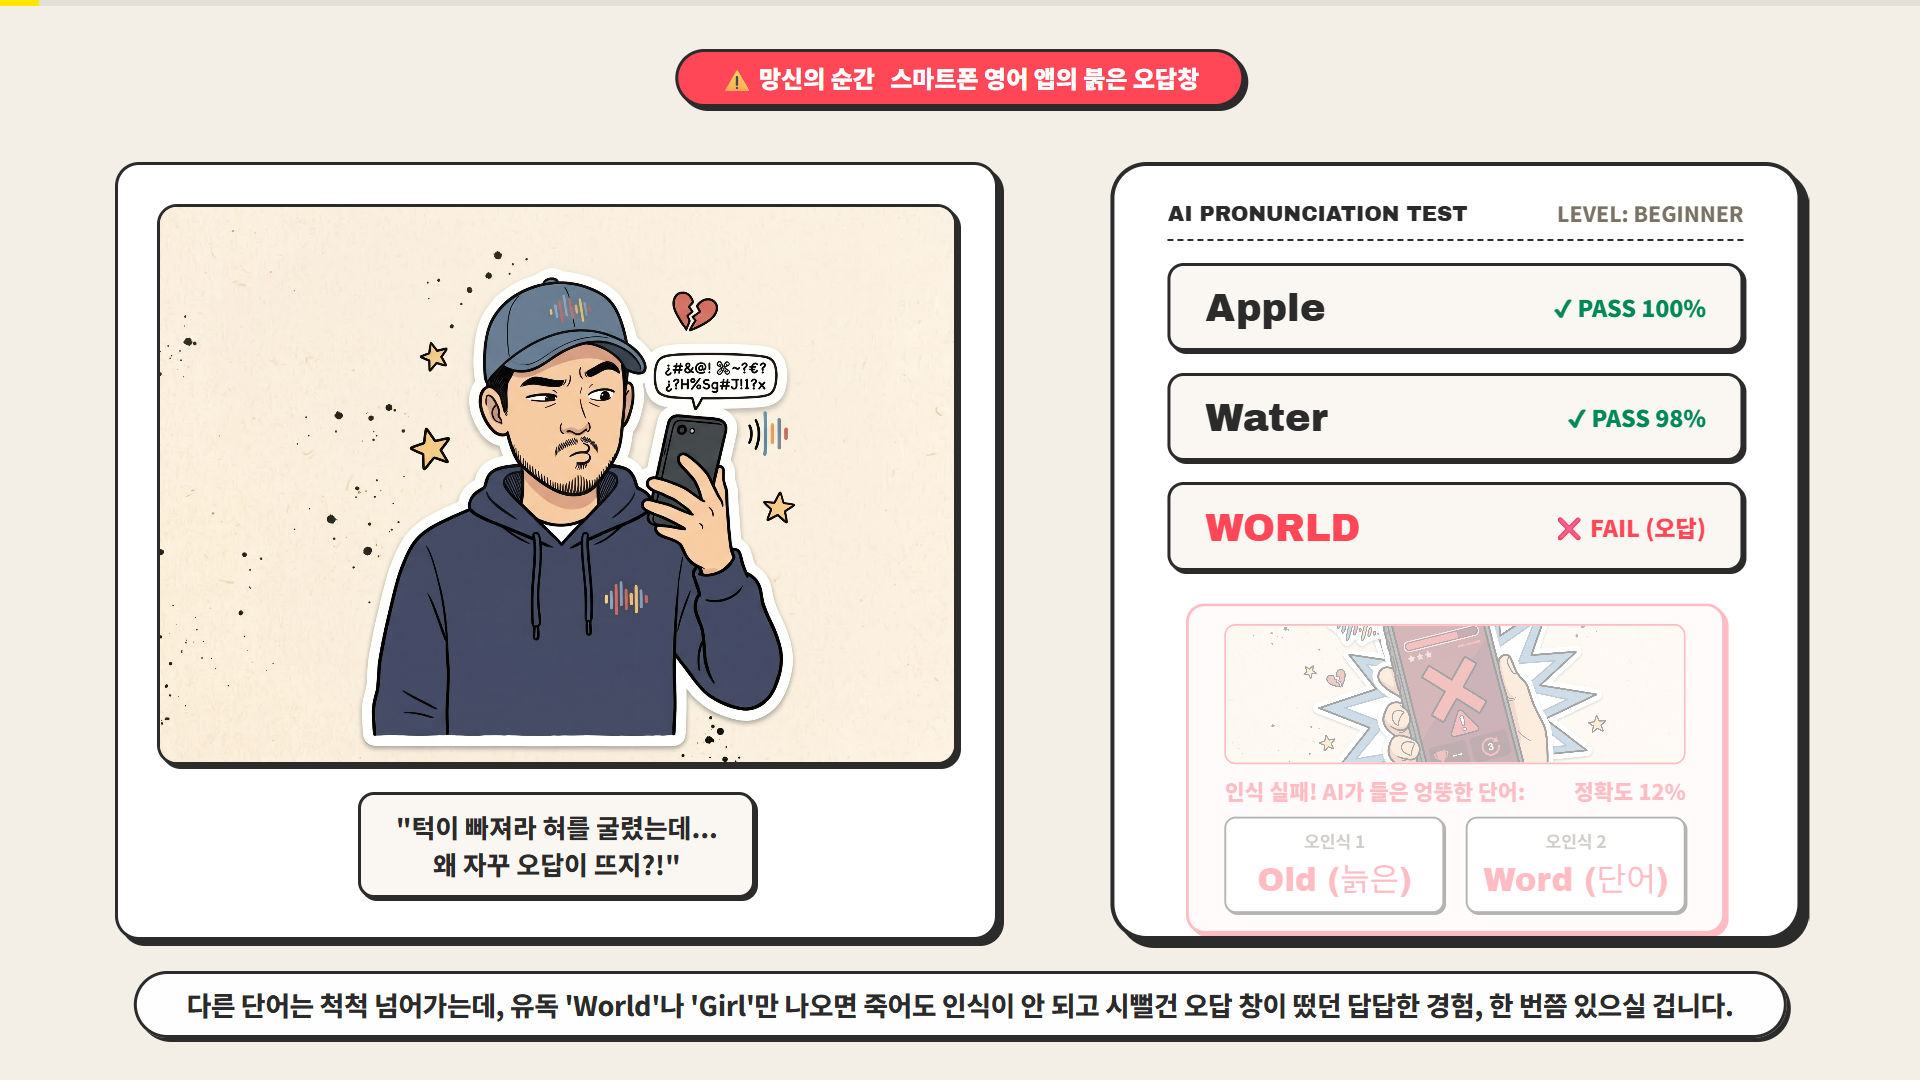 ⚠ 망신의 순간 스마트폰 영어 앱의 붉은 오답창
¿#&@! ⌘~?€?
¿?H%Sg#J!1?x
"턱이 빠져라 혀를 굴렸는데...
왜 자꾸 오답이 뜨지?!"
AI PRONUNCIATION TEST LEVEL: BEGINNER
Apple ✓ PASS 100%
Water ✓ PASS 98%
WORLD ❌ FAIL (오답)
3
인식 실패! AI가 들은 엉뚱한 단어: 정확도 12%
오인식 1 오인식 2
Old (늙은) Word (단어)
다른 단어는 척척 넘어가는데, 유독 'World'나 'Girl'만 나오면 죽어도 인식이 안 되고 시뻘건 오답 창이 떴던 답답한 경험, 한 번쯤 있으실 겁니다.